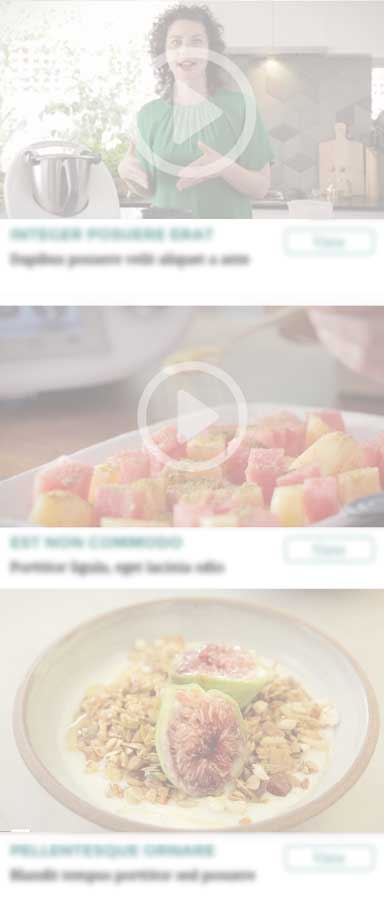 INTEGER POSUERE ERAT
View
Dapibus posuere velit aliquet a ante
EST NON COMMODO
View
Porttitor ligula, eget lacinia odio
PELLENTESQUE ORNARE
View
Blandit tempus porttitor sed posuere